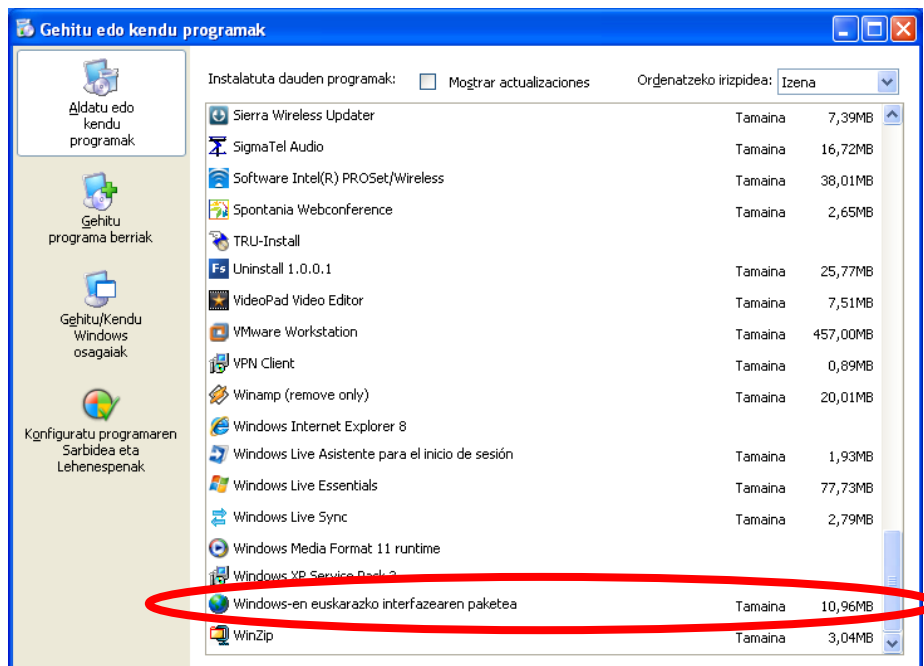 Gehitu edo kendu programak
Aldatu edo
kendu
programak
Gehitu
programa berriak
Gehitu/Kendu
Windows
osagaiak
Konfiguratu programaren
Sarbidea eta
Lehenespenak
Instalatuta dauden programak: Mostrar actualizaciones Ordenatzeko irizpidea: Izena
Sierra Wireless Updater Tamaina 7,39MB
SigmaTel Audio Tamaina 16,72MB
Software Intel(R) PROSet/Wireless Tamaina 38,01MB
Spontania Webconference Tamaina 2,65MB
TRU-Install
Fs Uninstall 1.0.0.1 Tamaina 25,77MB
VideoPad Video Editor Tamaina 7,51MB
VMware Workstation Tamaina 457,00MB
VPN Client Tamaina 0,89MB
Winamp (remove only) Tamaina 20,01MB
Windows Internet Explorer 8
Windows Live Asistente para el inicio de sesión Tamaina 1,93MB
Windows Live Essentials Tamaina 77,73MB
Windows Live Sync Tamaina 2,79MB
Windows Media Format 11 runtime
Windows XP Service Pack
Windows-en euskarazko interfazearen paketea Tamaina 10,96MB
WinZip Tamaina 3,04MB